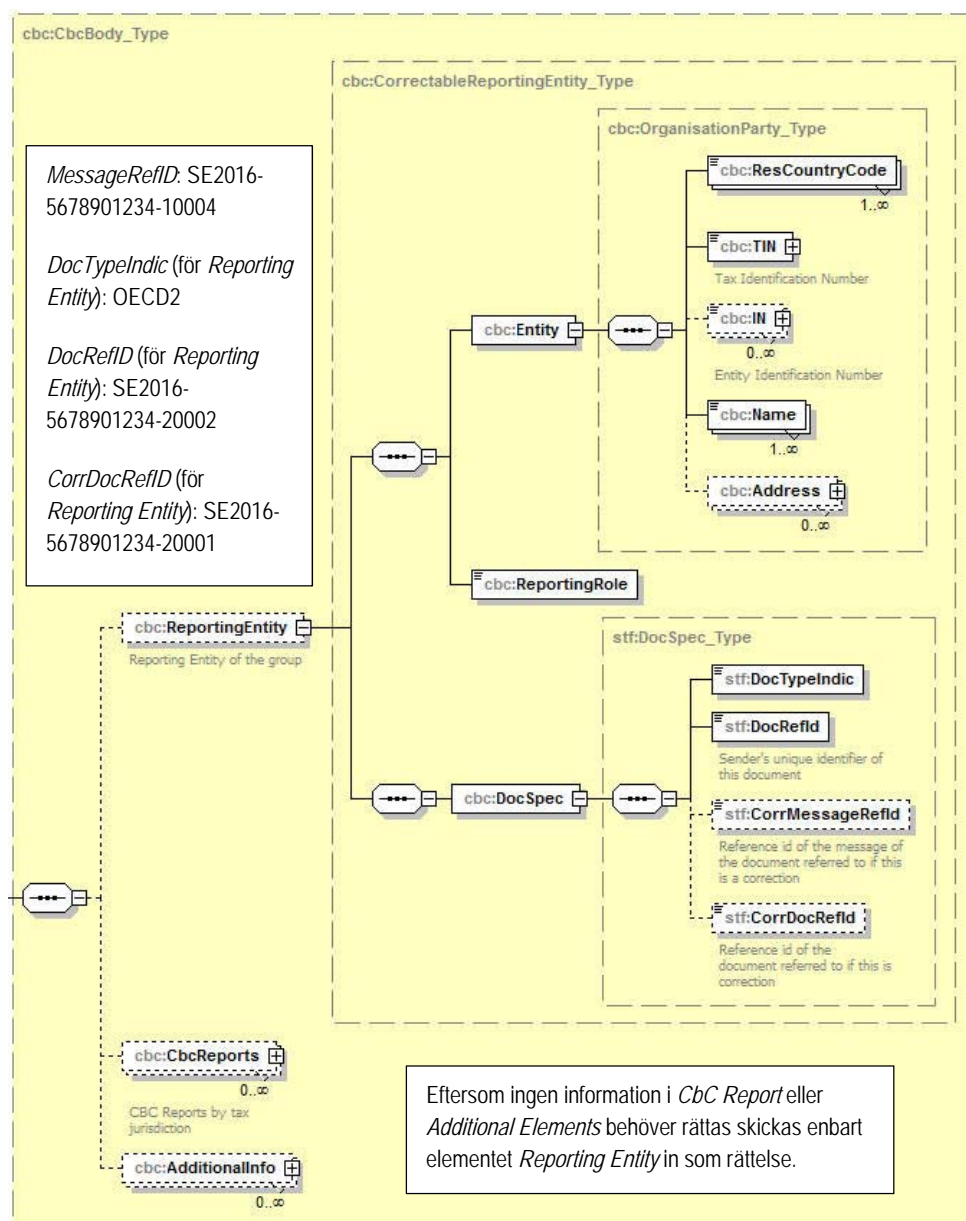 cbc:CbcBody_Type
cbc:CorrectableReportingEntity_Type
cbc:OrganisationParty_Type
MessageRefID: SE2016-
5678901234-10004
DocTypeIndic (för Reporting
Entity): OECD2
DocRefID (för Reporting
Entity): SE2016-
5678901234-20002
CorrDocRefID (för
Reporting Entity): SE2016-
5678901234-20001
cbc:ResCountryCode
1..∞
cbc:TIN
Tax Identification Number
cbc:IN
0..∞
Entity Identification Number
cbc:Entity
cbc:Name
1..∞
cbc:Address
0..∞
cbc:ReportingRole
cbc:ReportingEntity
Reporting Entity of the group
stf:DocSpec_Type
stf:DocTypeIndic
stf:DocRefId
Sender's unique identifier of
this document
cbc:DocSpec
stf:CorrMessageRefId
Reference id of the message of
the document referred to if this
is a correction
stf:CorrDocRefId
Reference id of the
document referred to if this is
correction
cbc:CbcReports
0..∞
CBC Reports by tax
jurisdiction
cbc:AdditionalInfo
0..∞
Eftersom ingen information i CbC Report eller
Additional Elements behöver rättas skickas enbart
elementet Reporting Entity in som rättelse.